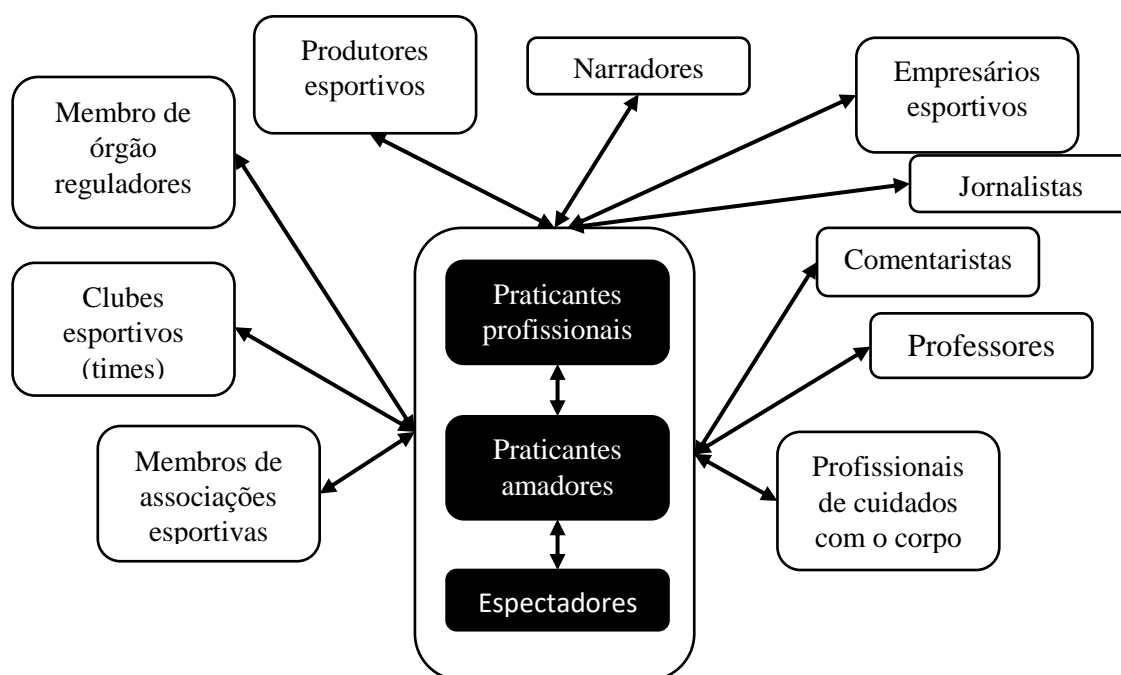 Produtores
esportivos
Narradores
Empresários
esportivos
Membro de
órgão
reguladores
Jornalistas
Comentaristas
Clubes
esportivos
(times)
Praticantes
profissionais
Professores
Membros de
associações
esportivas
Praticantes
amadores
Profissionais
de cuidados
com o corpo
Espectadores